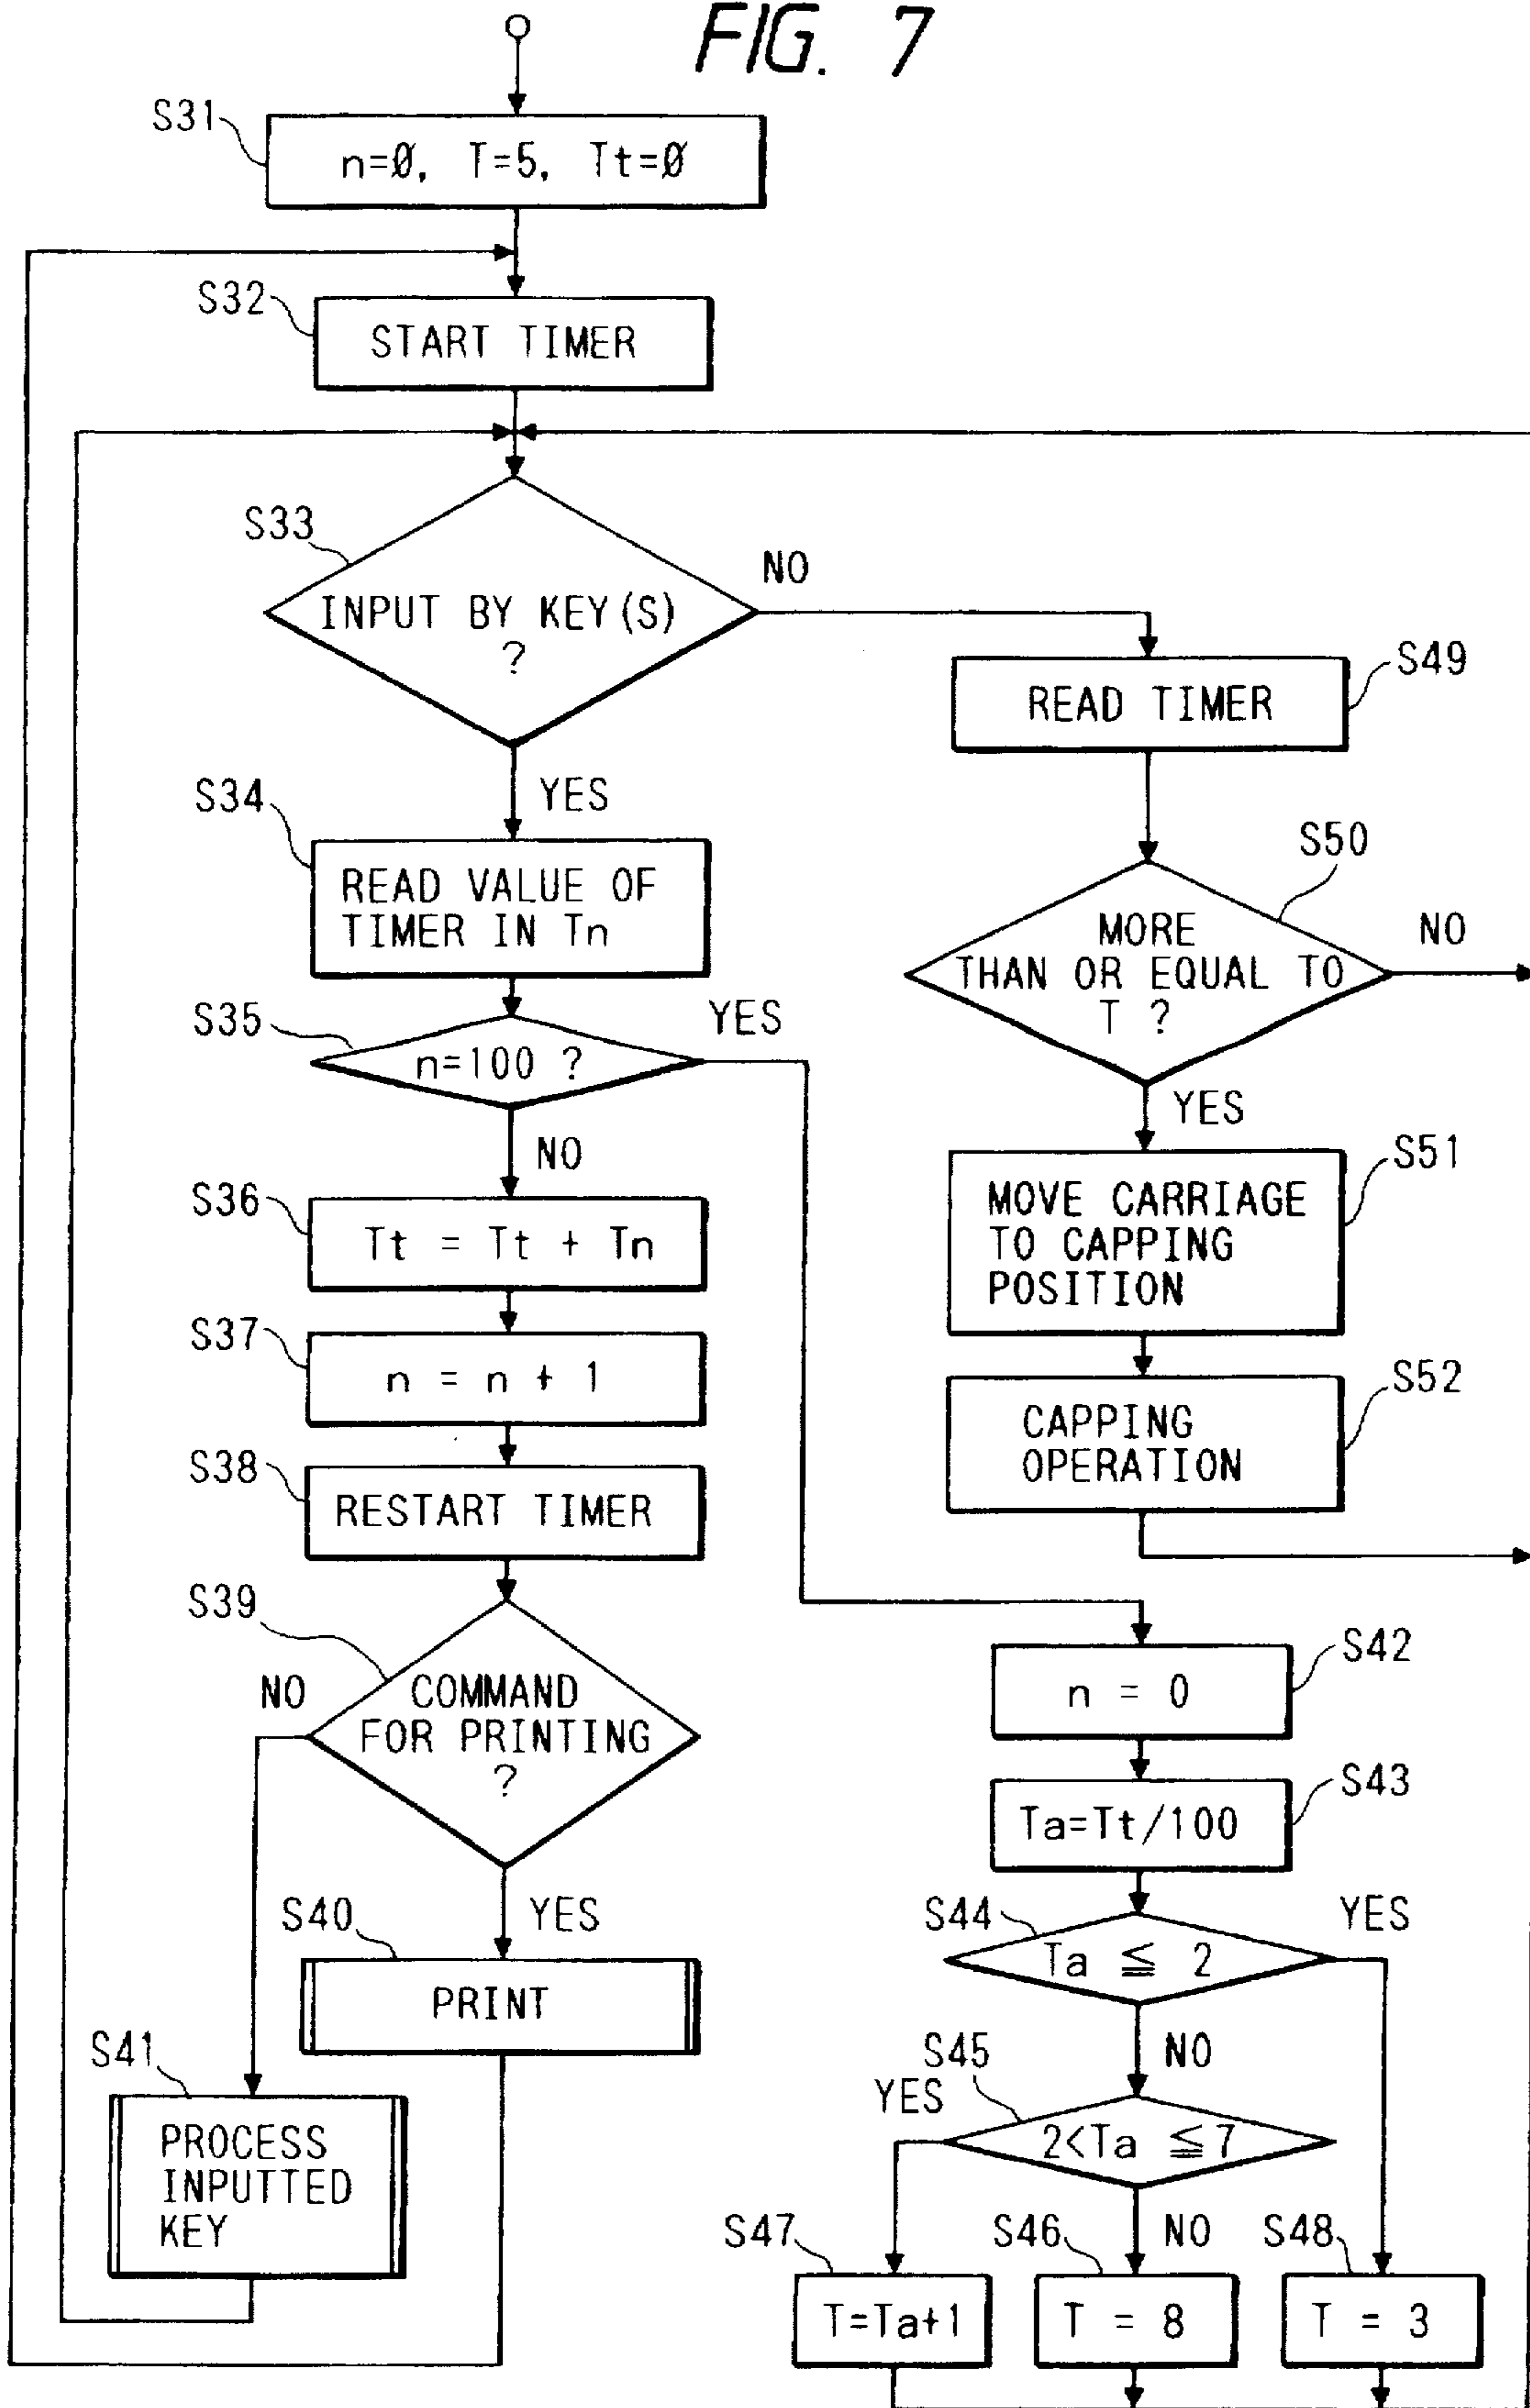 FIG. 7
S31
n=Ø, T=5, Tt=Ø
S32
START TIMER
S33
INPUT BY KEY(S)
?
NO
YES
S34
READ VALUE OF
TIMER IN Tn
S35
n=100 ?
YES
NO
S36
Tt = Tt + Tn
S37
n = n + 1
S38
RESTART TIMER
S39
COMMAND
FOR PRINTING
?
NO
YES
S40
PRINT
S41
PROCESS
INPUTTED
KEY
S49
READ TIMER
S50
MORE
THAN OR EQUAL TO
T ?
NO
YES
S51
MOVE CARRIAGE
TO CAPPING
POSITION
S52
CAPPING
OPERATION
S42
n = 0
S43
Ta=Tt/100
S44
Ta ≦ 2
YES
NO
S45
2<Ta ≦ 7
YES
NO
S47
T=Ta+1
S46
T = 8
S48
T = 3